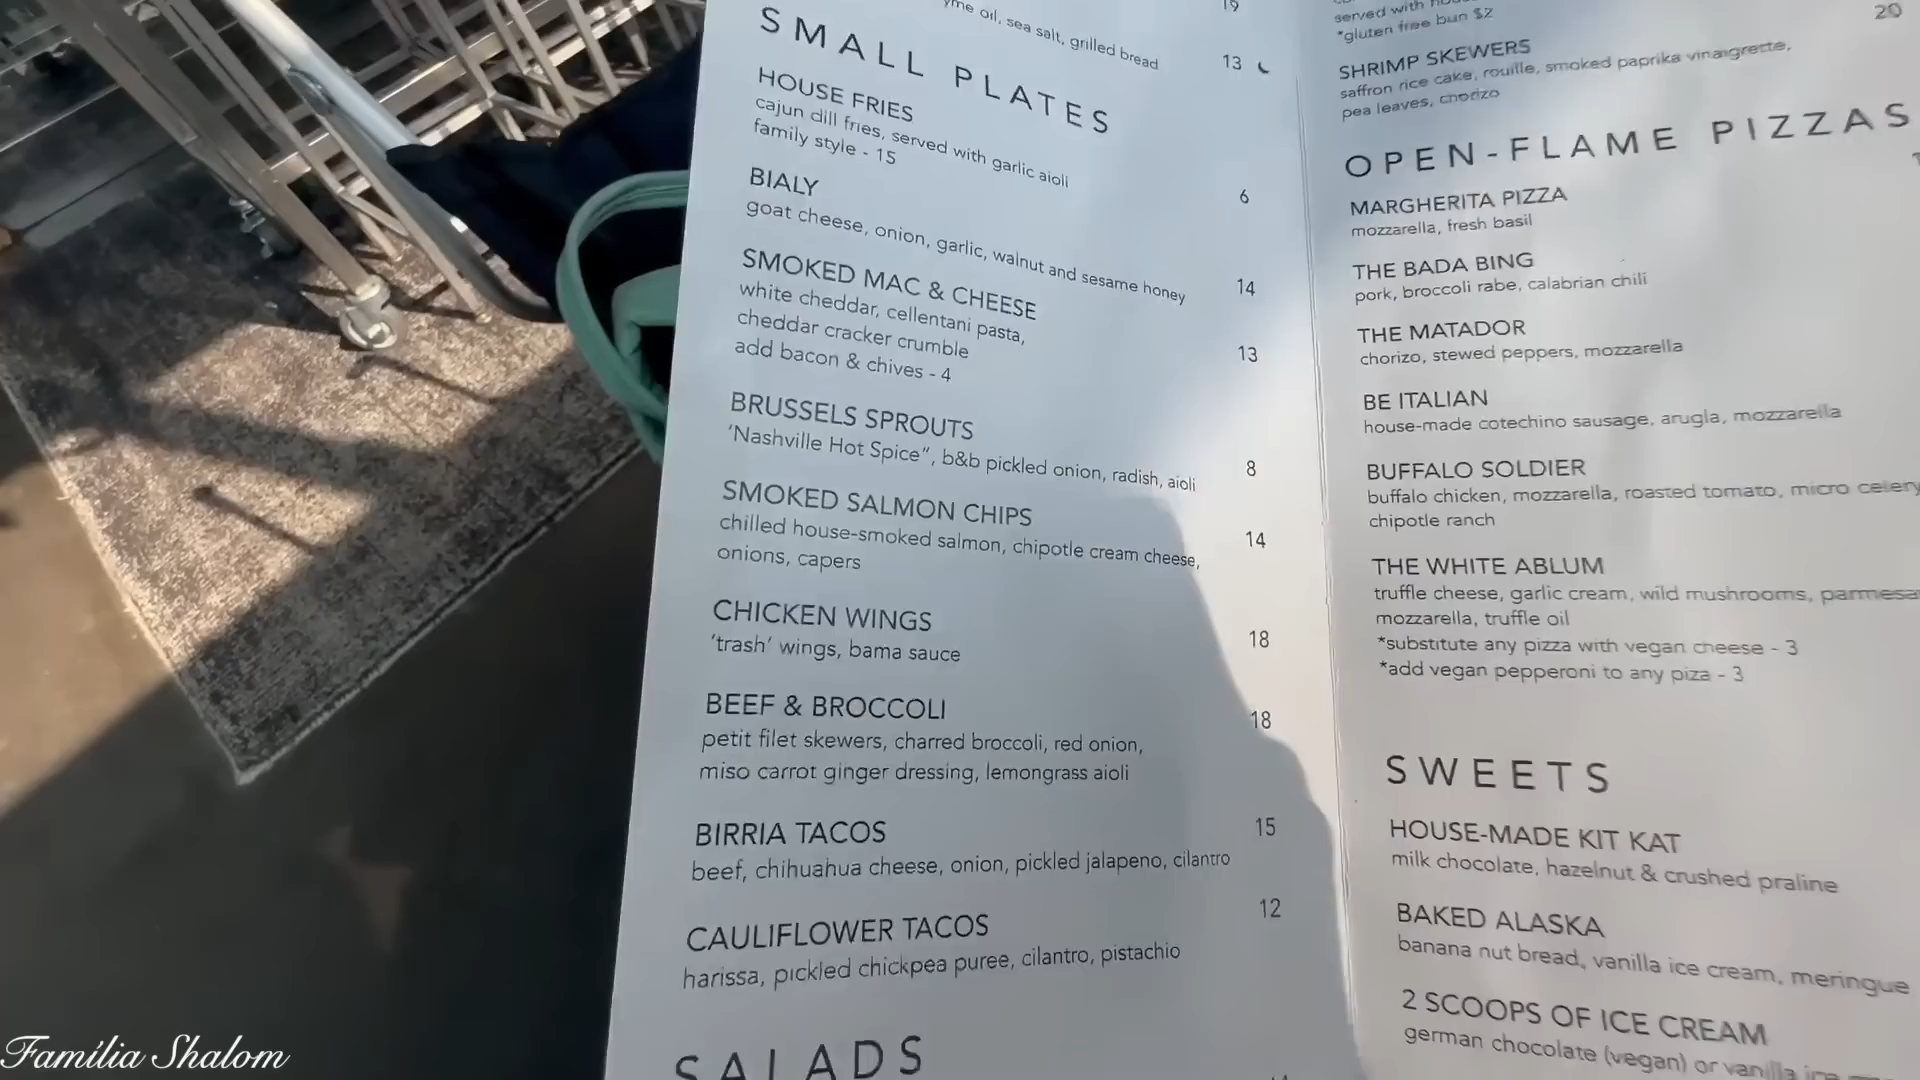 oil, sea salt, grilled bread
19
13
SMALL PLATES
HOUSE FRIES
cajun dill fries, served with garlic aioli
family style - 15
6
BIALY
goat cheese, onion, garlic, walnut and sesame honey
14
SMOKED MAC & CHEESE
white cheddar, cellentani pasta,
cheddar cracker crumble
add bacon & chives - 4
13
BRUSSELS SPROUTS
'Nashville Hot Spice", b&b pickled onion, radish, aioli
8
SMOKED SALMON CHIPS
chilled house-smoked salmon, chipotle cream cheese,
onions, capers
14
CHICKEN WINGS
'trash' wings, bama sauce
18
BEEF & BROCCOLI
petit filet skewers, charred broccoli, red onion,
miso carrot ginger dressing, lemongrass aioli
18
BIRRIA TACOS
beef, chihuahua cheese, onion, pickled jalapeno, cilantro
15
CAULIFLOWER TACOS
harissa, pickled chickpea puree, cilantro, pistachio
12
SALADS
served with
*gluten free bun $2
SHRIMP SKEWERS
20
saffron rice cake, rouille, smoked paprika vinaigrette,
pea leaves, chorizo
OPEN-FLAME PIZZAS
MARGHERITA PIZZA
mozzarella, fresh basil
THE BADA BING
pork, broccoli rabe, calabrian chili
THE MATADOR
chorizo, stewed peppers, mozzarella
BE ITALIAN
house-made cotechino sausage, arugla, mozzarella
BUFFALO SOLDIER
buffalo chicken, mozzarella, roasted tomato, micro celery
chipotle ranch
THE WHITE ABLUM
truffle cheese, garlic cream, wild mushrooms, parmesa
mozzarella, truffle oil
*substitute any pizza with vegan cheese - 3
*add vegan pepperoni to any piza - 3
SWEETS
HOUSE-MADE KIT KAT
milk chocolate, hazelnut & crushed praline
BAKED ALASKA
banana nut bread, vanilla ice cream, meringue
2 SCOOPS OF ICE CREAM
german chocolate (vegan) or vanilla ice
Família Shalom